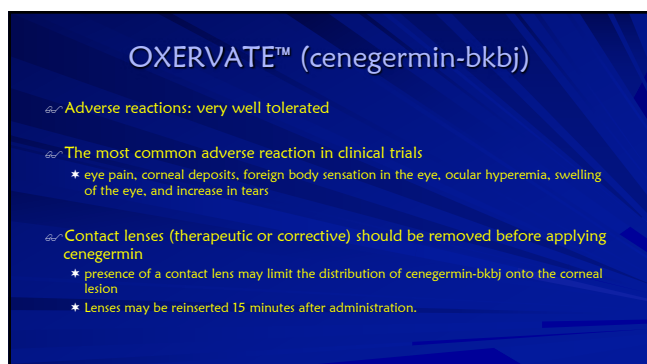 OXERVATE™ (cenegermin-bkbj)
Adverse reactions: very well tolerated
The most common adverse reaction in clinical trials
eye pain, corneal deposits, foreign body sensation in the eye, ocular hyperemia, swelling
of the eye, and increase in tears
Contact lenses (therapeutic or corrective) should be removed before applying
cenegermin
presence of a contact lens may limit the distribution of cenegermin-bkbj onto the corneal
lesion
Lenses may be reinserted 15 minutes after administration.